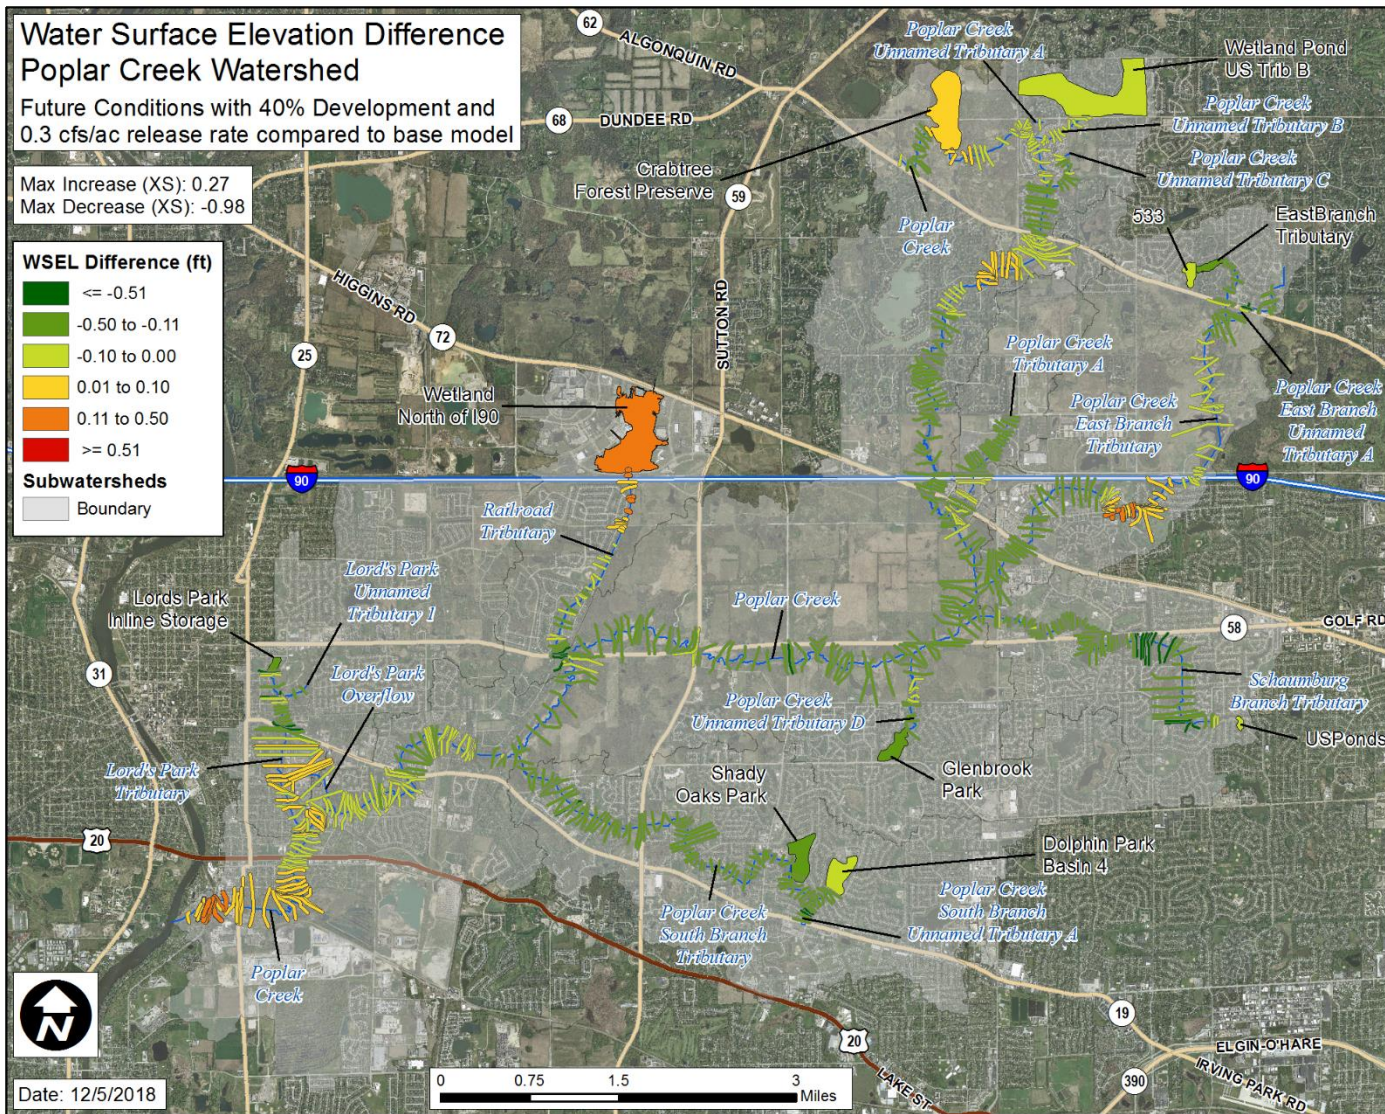 Water Surface Elevation Difference
Poplar Creek Watershed
Future Conditions with 40% Development and
0.3 cfs/ac release rate compared to base model
Max Increase (XS): 0.27
Max Decrease (XS): -0.98
WSEL Difference (ft)
<= -0.51
-0.50 to -0.11
-0.10 to 0.00
0.01 to 0.10
0.11 to 0.50
>= 0.51
Subwatersheds
Boundary
62
ALGONQUIN RD
68
DUNDEE RD
Poplar Creek
Unnamed Tributary A
Wetland Pond
US Trib B
Poplar Creek
Unnamed Tributary B
Poplar Creek
Unnamed Tributary C
Crabtree
Forest Preserve
59
Poplar
Creek
533
EastBranch
Tributary
HIGGINS RD
72
SUTTON RD
25
Poplar Creek
Tributary A
Wetland
North of I90
Poplar Creek
East Branch
Tributary
Poplar Creek
East Branch
Unnamed
Tributary A
90
90
Railroad
Tributary
Lord's Park
Unnamed
Tributary 1
Lords Park
Inline Storage
Poplar Creek
58
GOLF RD
31
Lord's Park
Overflow
Poplar Creek
Unnamed Tributary D
Schaumburg
Branch Tributary
USPonds
Lord's Park
Tributary
Shady
Oaks Park
Glenbrook
Park
20
Dolphin Park
Basin 4
Poplar Creek
South Branch
Tributary
Poplar Creek
South Branch
Unnamed Tributary A
Poplar
Creek
N
19
20
LAKE ST
ELGIN-O'HARE
390
IRVING PARK RD
Date: 12/5/2018
0 0.75 1.5 3
Miles